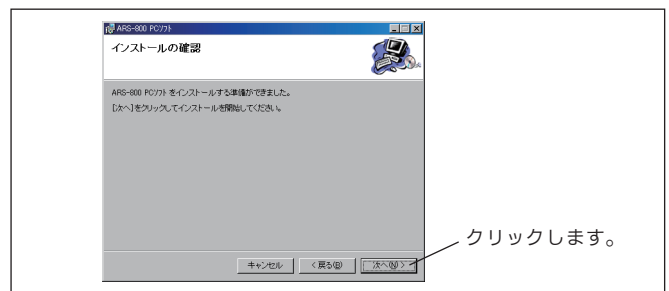 ARS-800 PCソフト
インストールの確認
ARS-800 PCソフト をインストールする準備ができました。
[次へ]をクリックしてインストールを開始してください。
キャンセル
< 戻る(B)
次へ(N) >
クリックします。